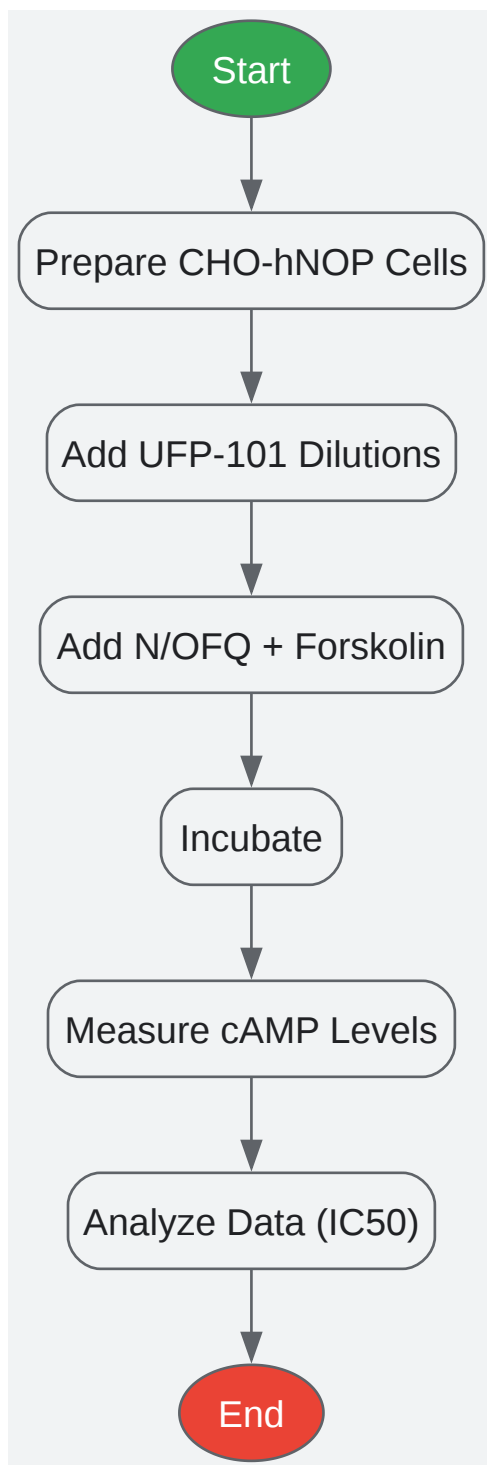 Start
Prepare CHO-hNOP Cells
Add UFP-101 Dilutions
Add N/OFQ + Forskolin
Incubate
Measure cAMP Levels
Analyze Data (IC50)
End